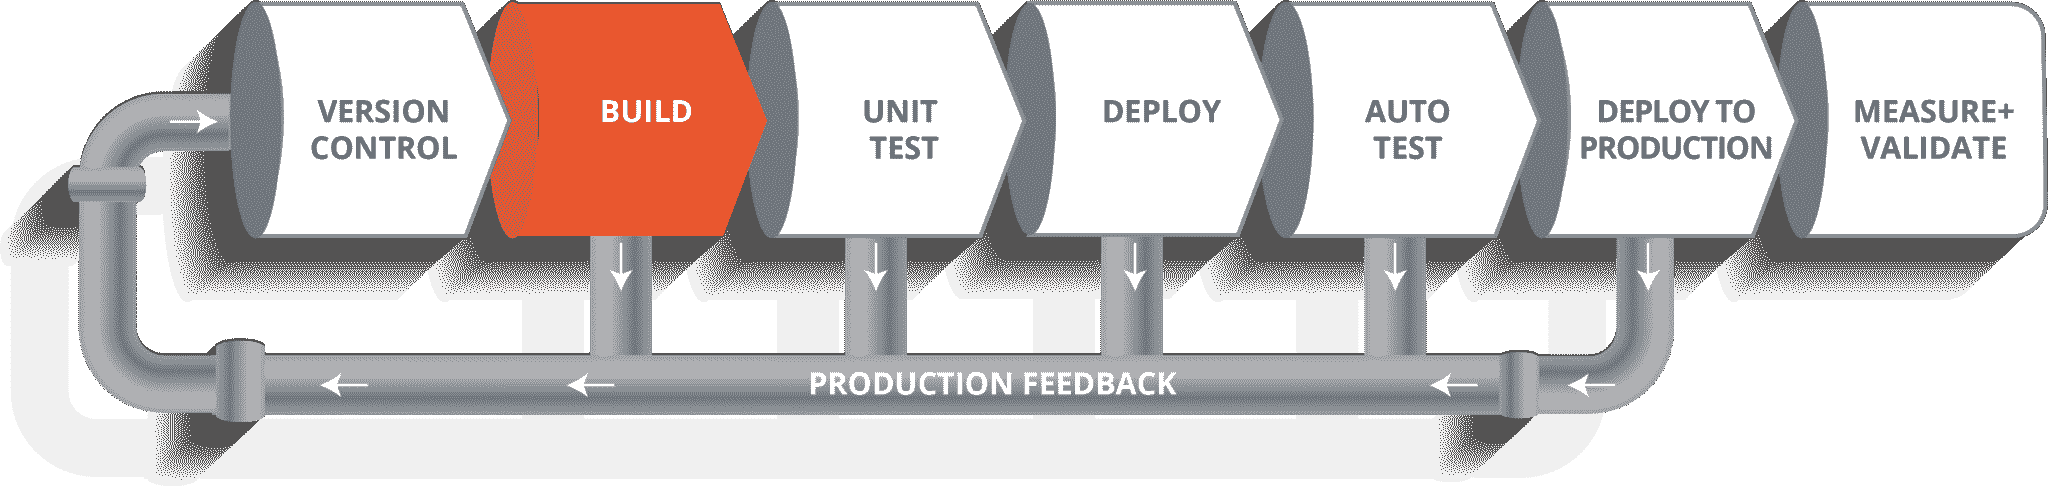 VERSION
CONTROL
BUILD
UNIT
TEST
DEPLOY
AUTO
TEST
DEPLOY TO
PRODUCTION
MEASURE+
VALIDATE
PRODUCTION FEEDBACK